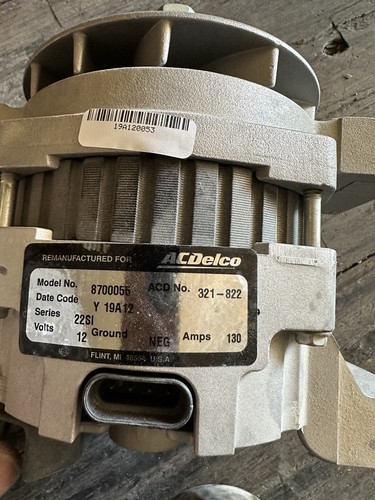 19A120053
REMANUFACTURED FOR ACDelco
Model No. 8700055 ACD No. 321-822
Date Code Y 19A12
Series 22SI
Volts 12 Ground NEG Amps 130
FLINT, MI U.S.A